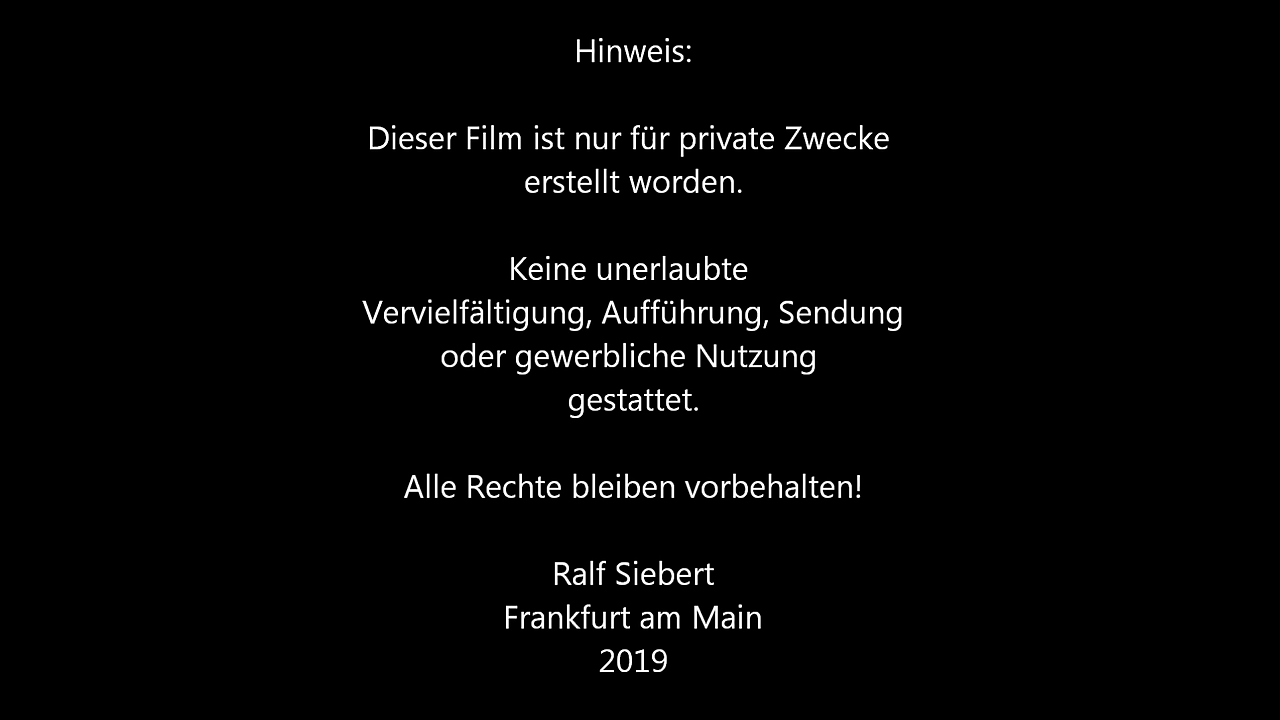 Hinweis:
Dieser Film ist nur für private Zwecke
erstellt worden.
Keine unerlaubte
Vervielfältigung, Aufführung, Sendung
oder gewerbliche Nutzung
gestattet.
Alle Rechte bleiben vorbehalten!
Ralf Siebert
Frankfurt am Main
2019